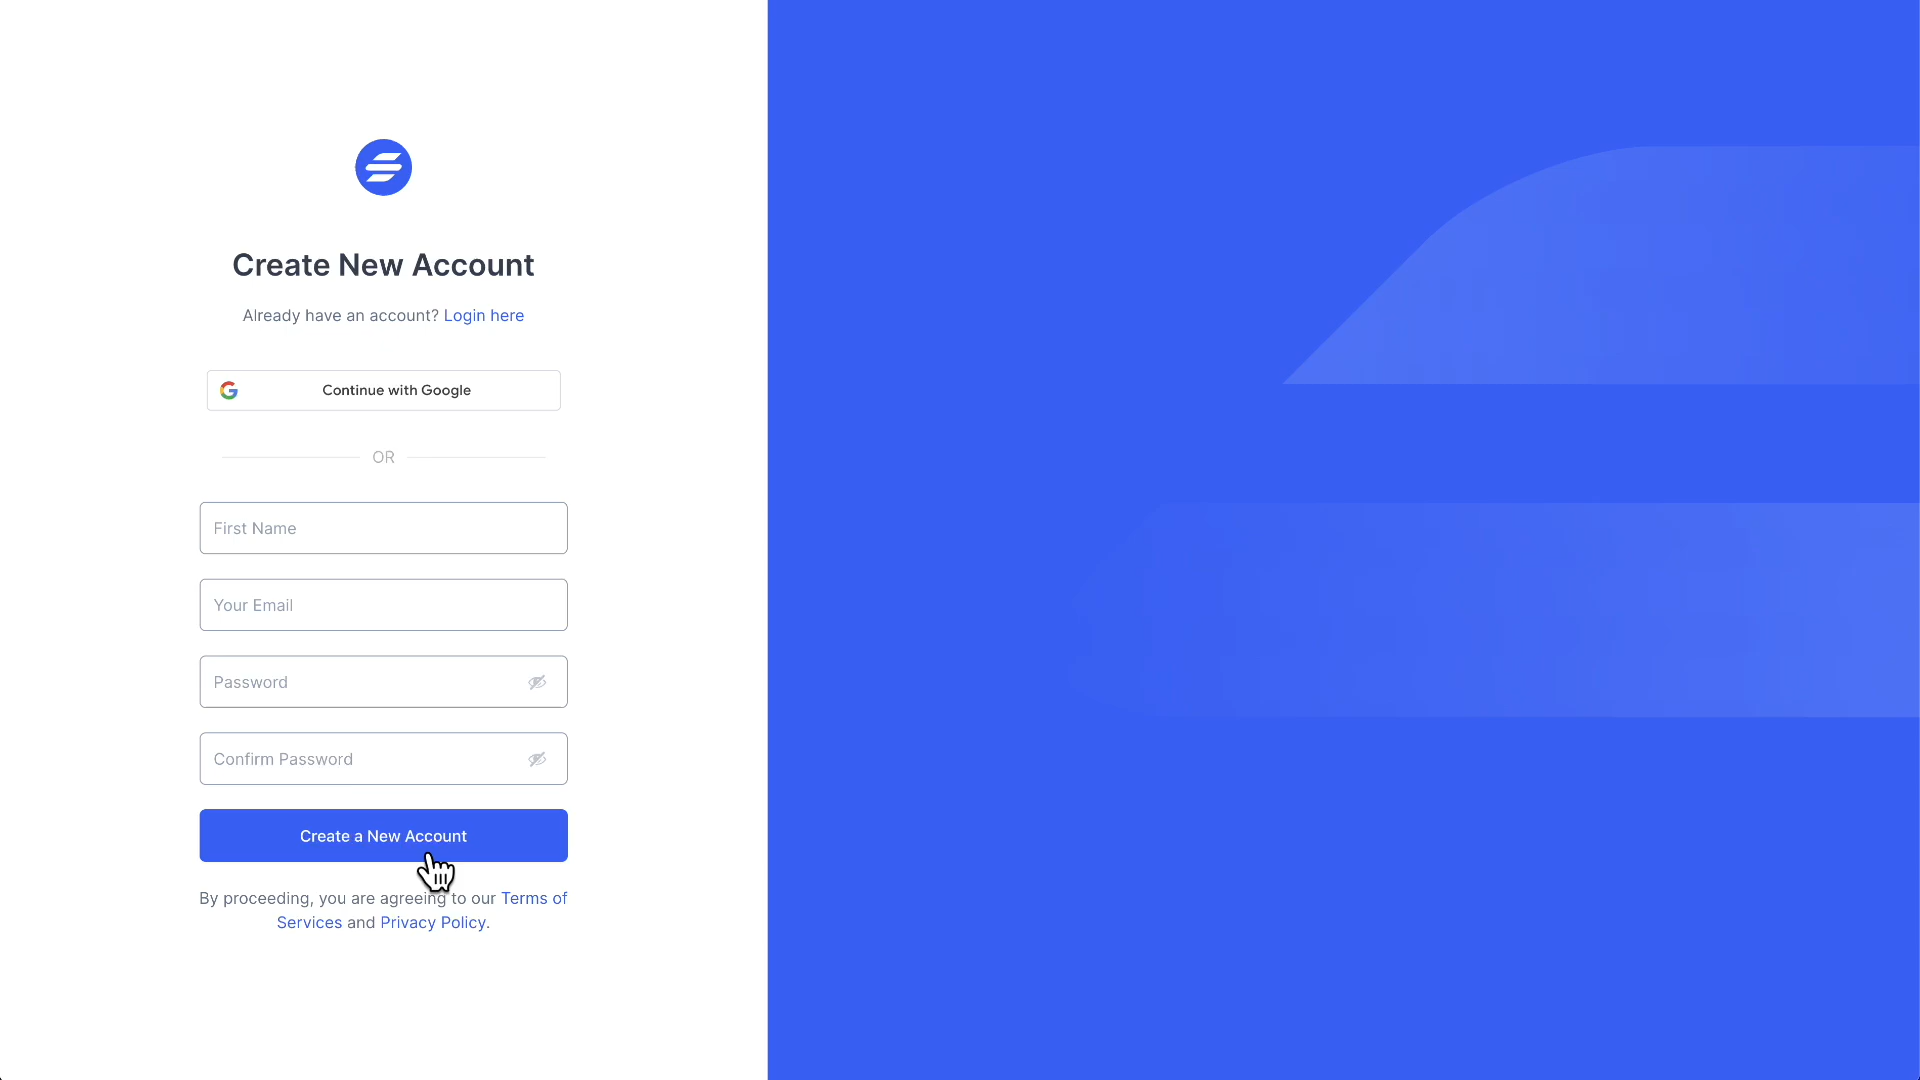 Create New Account
Already have an account? Login here
Continue with Google
OR
First Name
Your Email
Password
Confirm Password
Create a New Account
By proceeding, you are agreeing to our Terms of
Services and Privacy Policy.